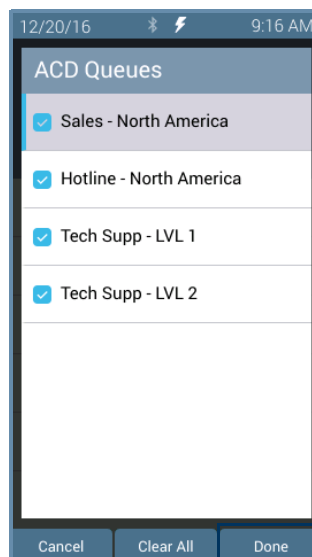 12/20/16 9:16 AM
ACD Queues
Sales - North America
Hotline - North America
Tech Supp - LVL 1
Tech Supp - LVL 2
Cancel Clear All Done